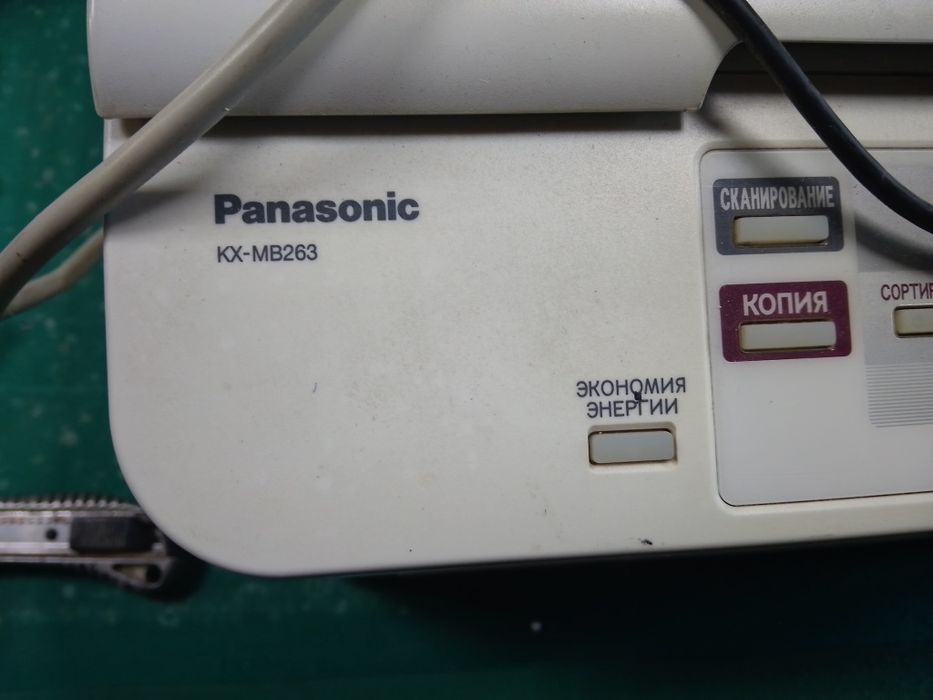 Panasonic
KX-MB263
СКАНИРОВАНИЕ
КОПИЯ
ЭКОНОМИЯ
ЭНЕРГИИ